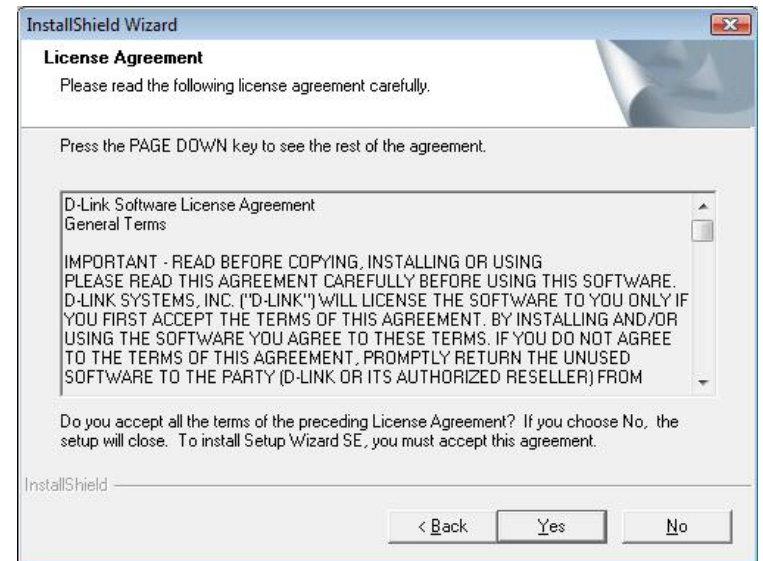 InstallShield Wizard
License Agreement
Please read the following license agreement carefully.
Press the PAGE DOWN key to see the rest of the agreement.
D-Link Software License Agreement
General Terms
IMPORTANT - READ BEFORE COPYING, INSTALLING OR USING
PLEASE READ THIS AGREEMENT CAREFULLY BEFORE USING THIS SOFTWARE.
D-LINK SYSTEMS, INC. ("D-LINK") WILL LICENSE THE SOFTWARE TO YOU ONLY IF
YOU FIRST ACCEPT THE TERMS OF THIS AGREEMENT. BY INSTALLING AND/OR
USING THE SOFTWARE YOU AGREE TO THESE TERMS. IF YOU DO NOT AGREE
TO THE TERMS OF THIS AGREEMENT, PROMPTLY RETURN THE UNUSED
SOFTWARE TO THE PARTY (D-LINK OR ITS AUTHORIZED RESELLER) FROM
Do you accept all the terms of the preceding License Agreement? If you choose No, the
setup will close. To install Setup Wizard SE, you must accept this agreement.
InstallShield
< Back Yes No